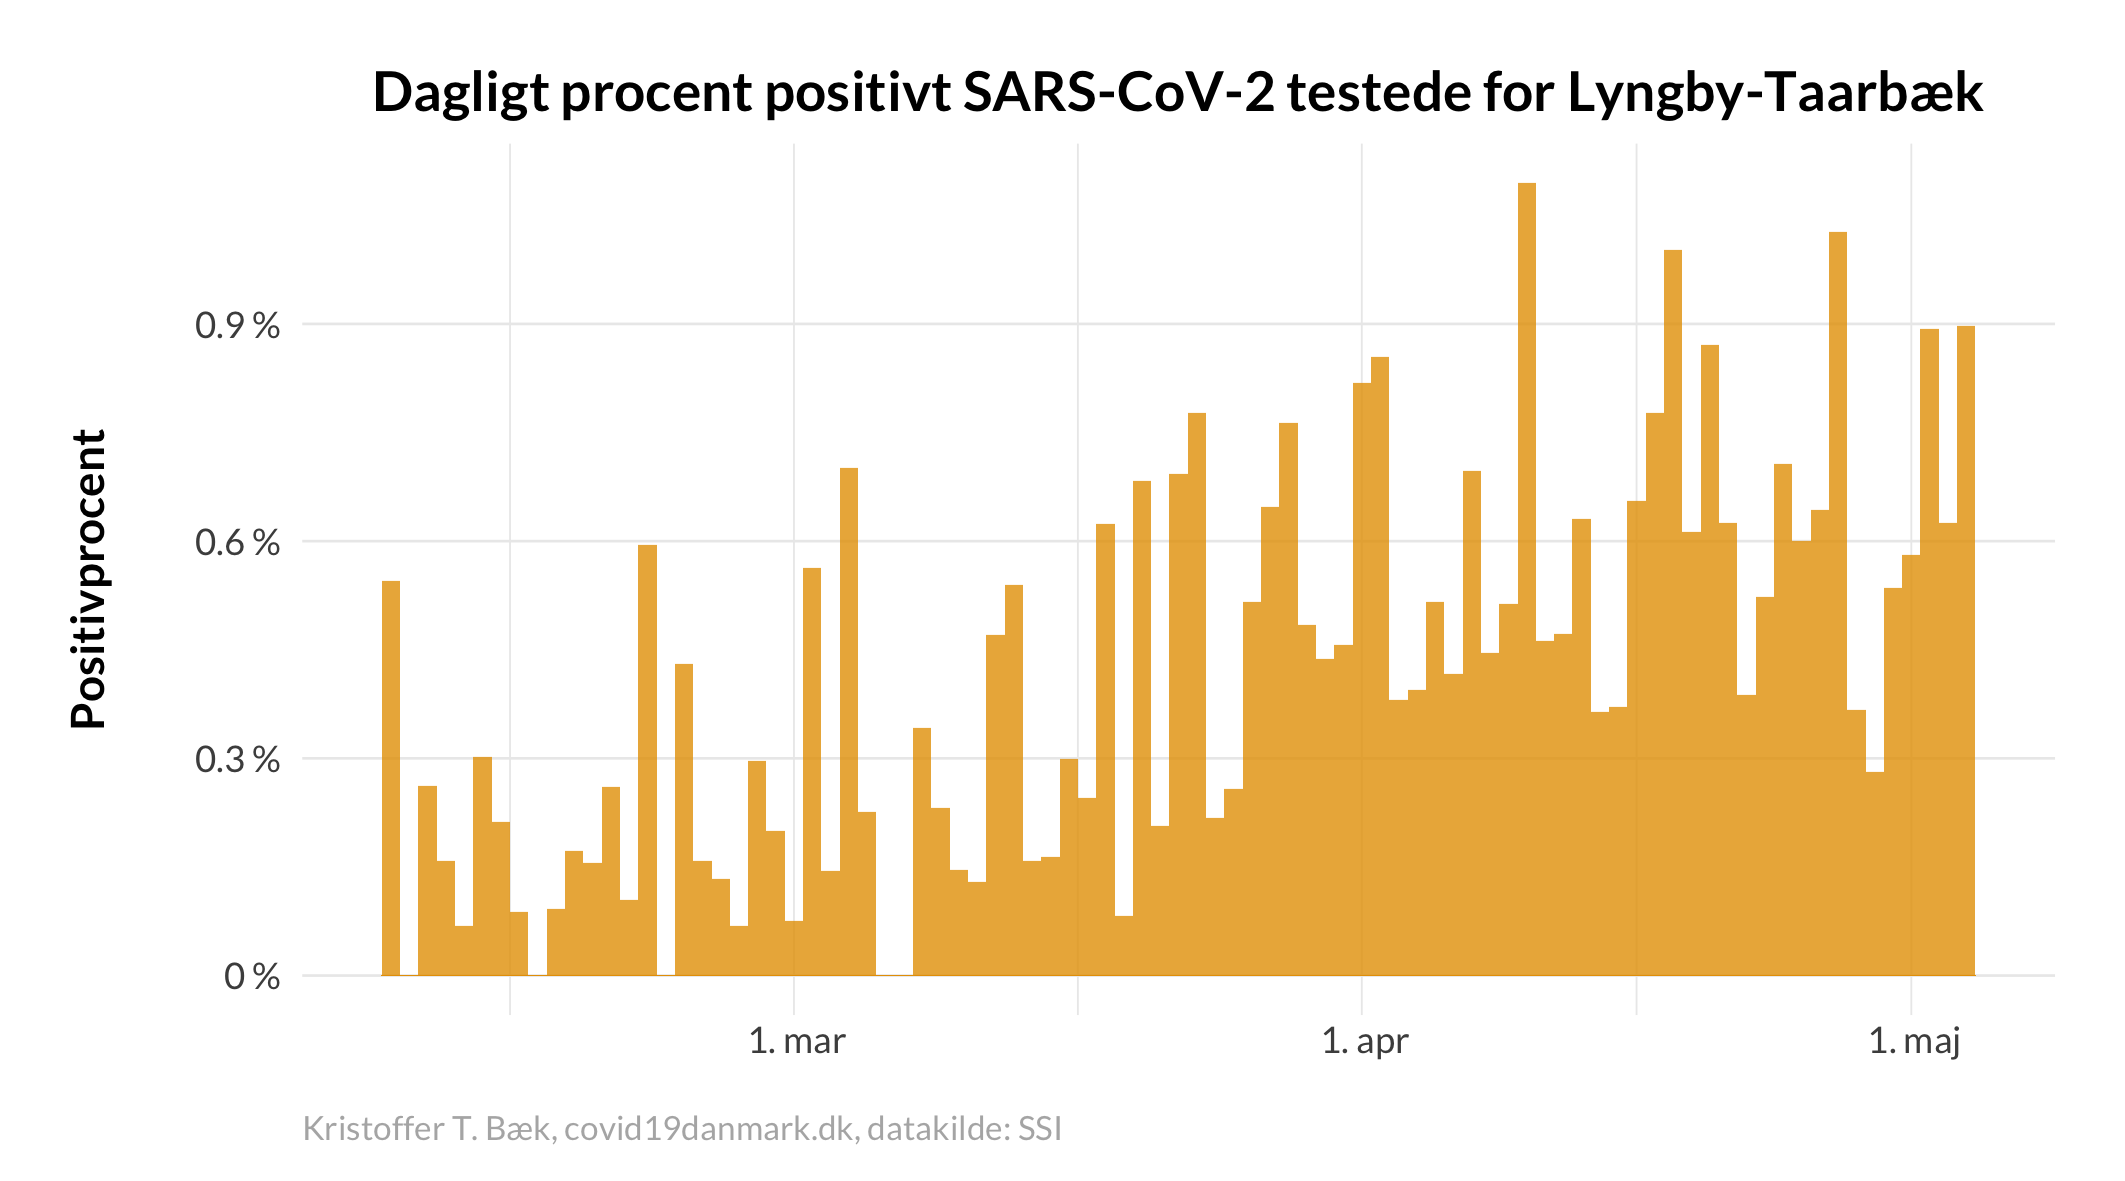 Dagligt procent positivt SARS-CoV-2 testede for Lyngby-Taarbæk
Positivprocent
0.9 %
0.6 %
0.3 %
0 %
1. mar
1. apr
1. maj
Kristoffer T. Bæk, covid19danmark.dk, datakilde: SSI